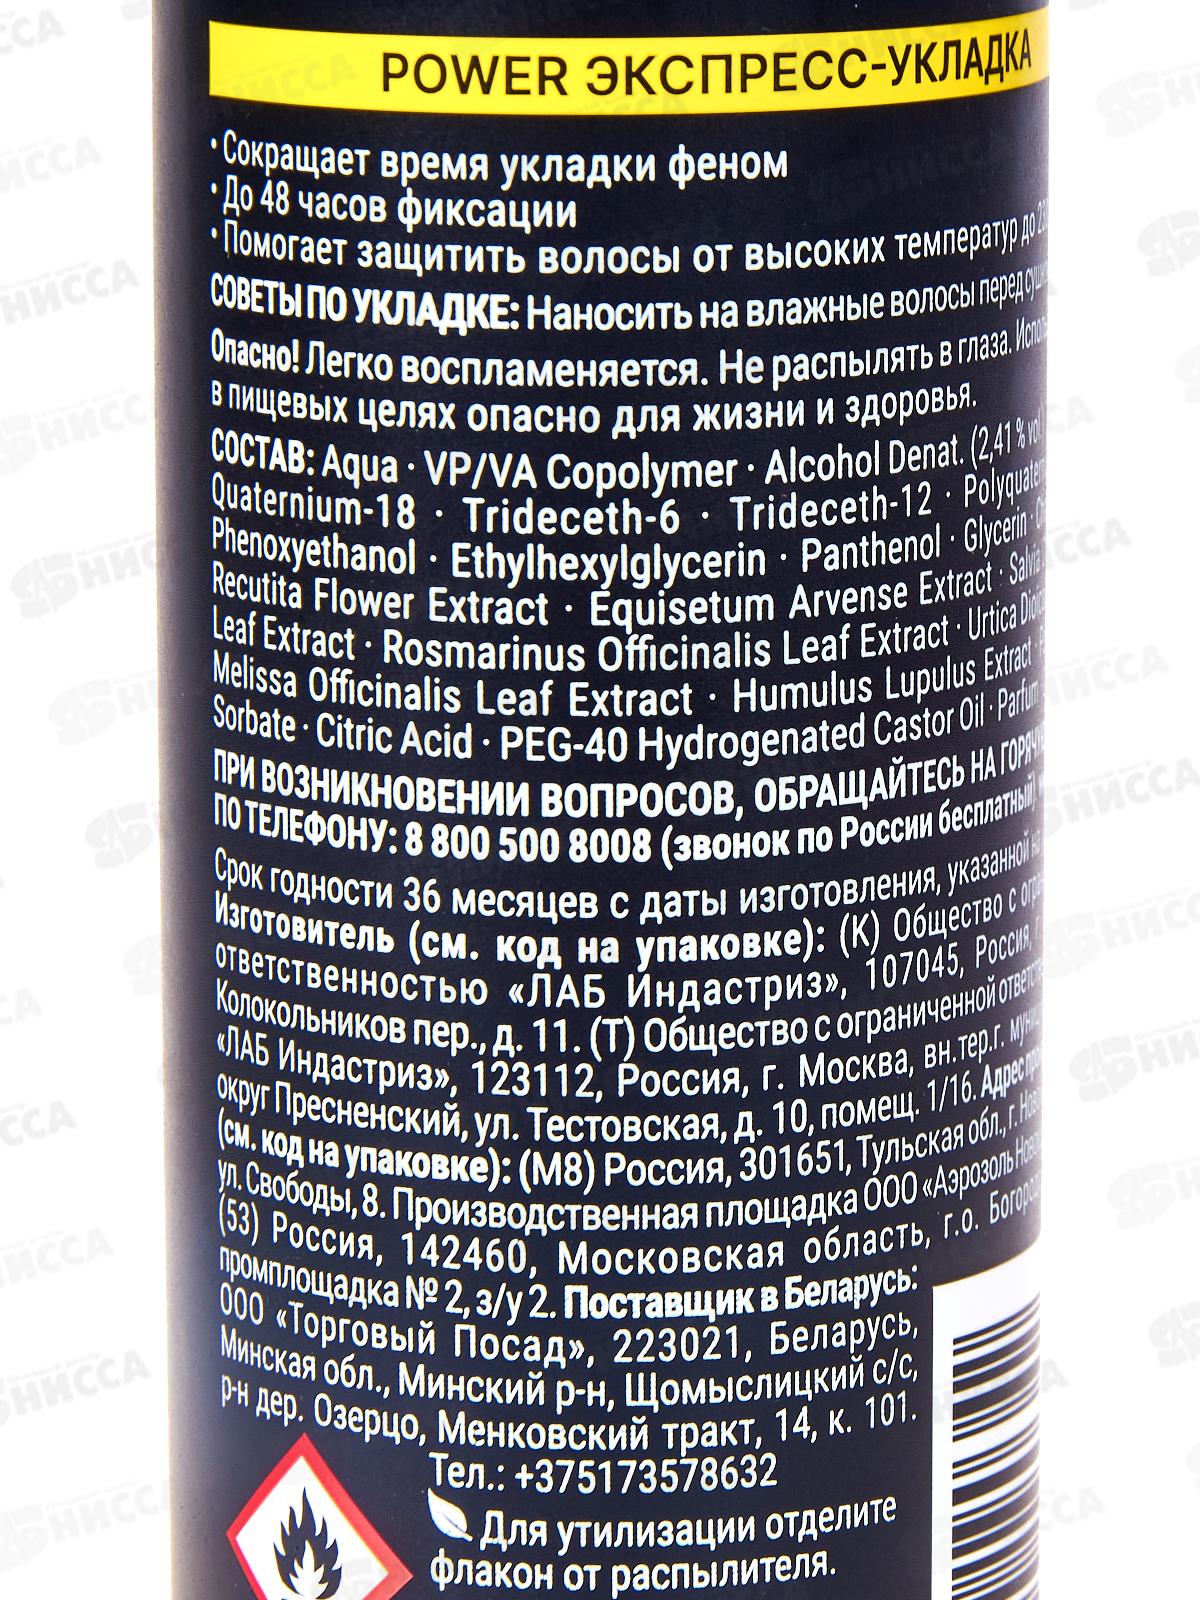 POWER ЭКСПРЕСС-УКЛАДКА
· Сокращает время укладки феном
· До 48 часов фиксации
· Помогает защитить волосы от высоких температур до
СОВЕТЫ ПО УКЛАДКЕ: Наносить на влажные волосы перед
Опасно! Легко воспламеняется. Не распылять в глаза.
в пищевых целях опасно для жизни и здоровья.
СОСТАВ: Aqua · VP/VA Copolymer · Alcohol Denat. (2,41 % vol)
Quaternium-18 · Trideceth-6 · Trideceth-12 ·
Phenoxyethanol · Ethylhexylglycerin · Panthenol · Glycerin ·
Recutita Flower Extract · Equisetum Arvense Extract · Salvia
Leaf Extract · Rosmarinus Officinalis Leaf Extract · Urtica
Melissa Officinalis Leaf Extract · Humulus Lupulus Extract ·
Sorbate · Citric Acid · PEG-40 Hydrogenated Castor Oil · Parfum
ПРИ ВОЗНИКНОВЕНИИ ВОПРОСОВ, ОБРАЩАЙТЕСЬ НА
ПО ТЕЛЕФОНУ: 8 800 500 8008 (звонок по России бесплатный)
Срок годности 36 месяцев с даты изготовления, указанной
Изготовитель (см. код на упаковке): (К) Общество с
ответственностью «ЛАБ Индастриз», 107045, Россия,
Колокольников пер., д. 11. (Т) Общество с ограниченной
«ЛАБ Индастриз», 123112, Россия, г. Москва, вн.тер.г.
округ Пресненский, ул. Тестовская, д. 10, помещ. 1/16. Адрес
(см. код на упаковке): (М8) Россия, 301651, Тульская обл., г.
ул. Свободы, 8. Производственная площадка ООО «Аэрозоль
(53) Россия, 142460, Московская область, г.о.
промплощадка № 2, з/у 2. Поставщик в Беларусь:
ООО «Торговый Посад», 223021, Беларусь,
Минская обл., Минский р-н, Щомыслицкий с/с,
р-н дер. Озерцо, Менковский тракт, 14, к. 101.
Тел.: +375173578632
Для утилизации отделите
флакон от распылителя.